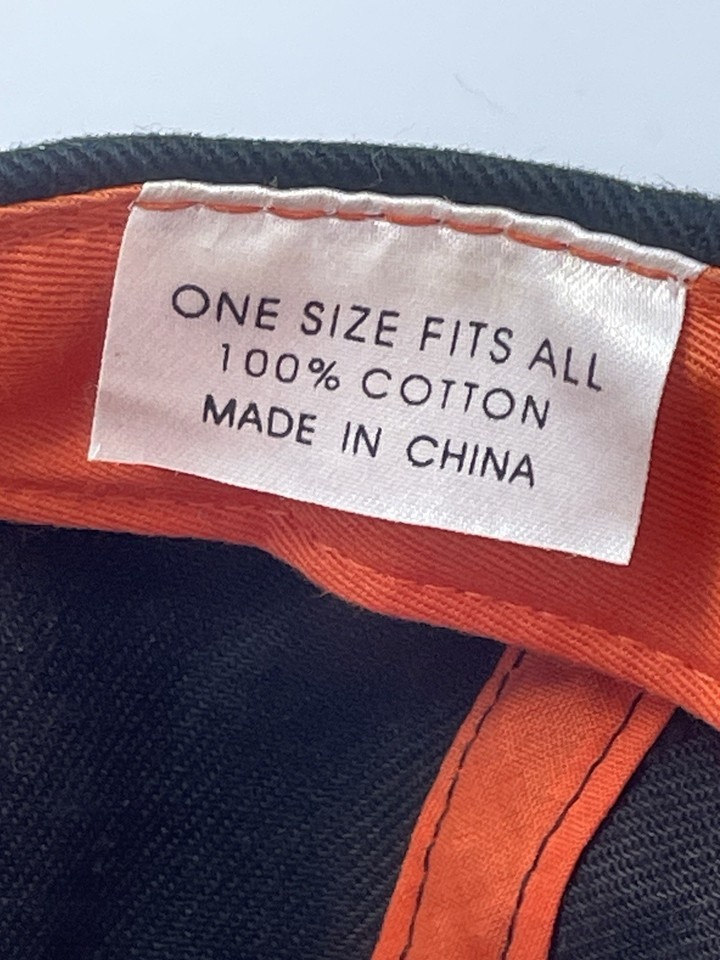 ONE SIZE FITS ALL
100% COTTON
MADE IN CHINA